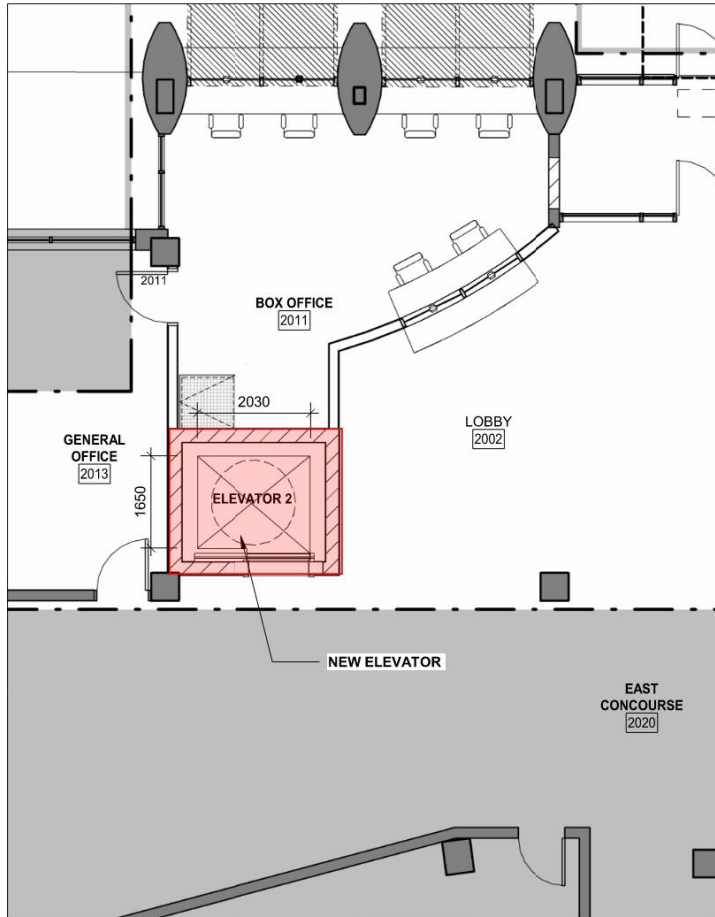 2011
BOX OFFICE
2011
2030
LOBBY
2002
GENERAL
OFFICE
2013
1650
ELEVATOR 2
NEW ELEVATOR
EAST
CONCOURSE
2020